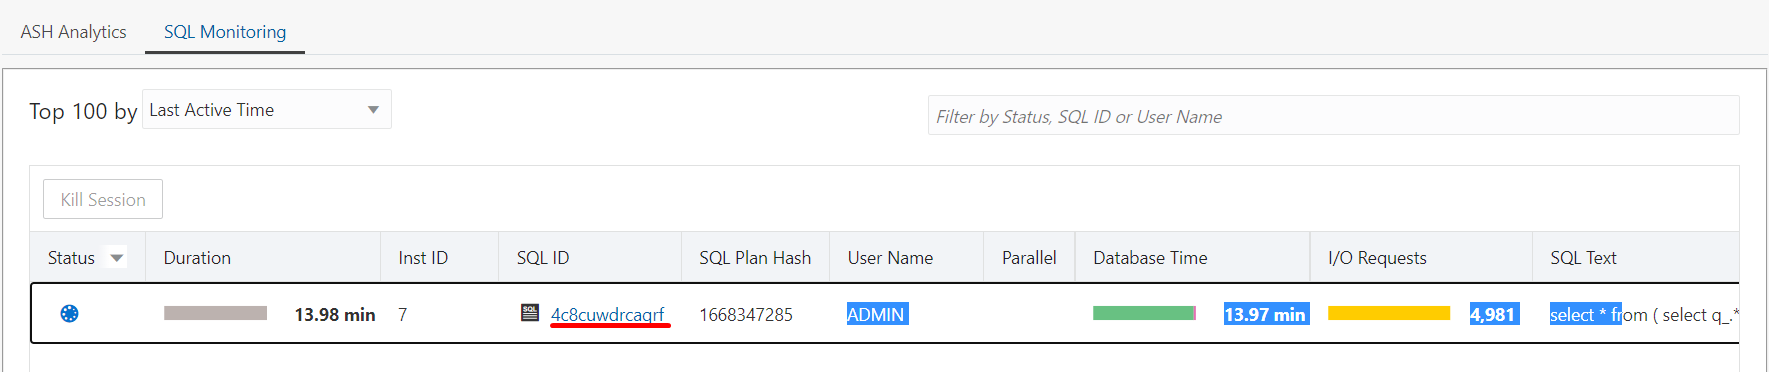 ASH Analytics SQL Monitoring
Top 100 by Last Active Time Filter by Status, SQL ID or User Name
Kill Session
Status Duration Inst ID SQL ID SQL Plan Hash User Name Parallel Database Time I/O Requests SQL Text
13.98 min 7 SQL 4c8cuwdrcaqrf 1668347285 ADMIN 13.97 min 4,981 select * from ( select q_.*